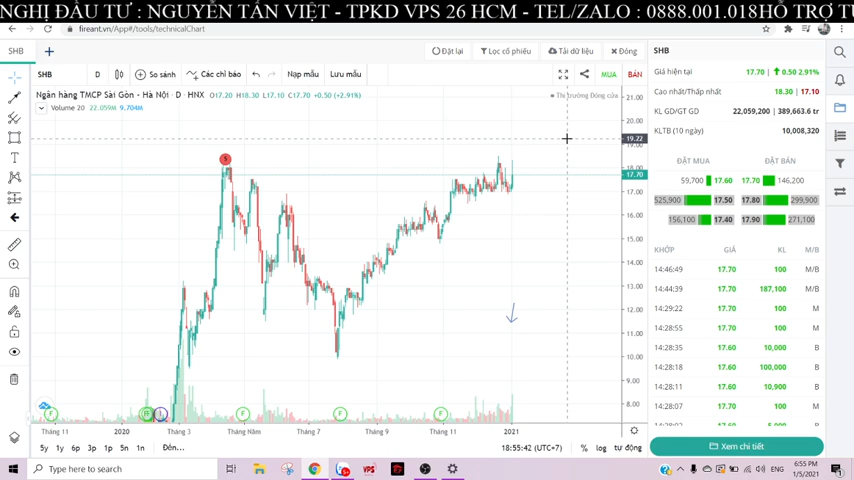 NGHỊ ĐẦU TƯ : NGUYỄN TẤN VIỆT - TPKD VPS 26 HCM - TEL/ZALO : 0888.001.018HỖ TRỢ TƯ
fireant.vn/App#/tools/technicalChart
SHB
Đặt lại
Lọc cổ phiếu
Tải dữ liệu
Đóng
SHB
D
So sánh
Các chỉ báo
Nạp mẫu
Lưu mẫu
MUA
BÁN
Ngân hàng TMCP Sài Gòn - Hà Nội · D · HNX O17.20 H18.30 L17.10 C17.70 +0.50 (+2.91%)
Thị trường Đóng cửa
Volume 20 22.059M 9.704M
21.00
20.00
19.22
19.00
18.00
17.70
17.00
16.00
15.00
14.00
13.00
12.00
11.00
10.00
9.00
8.00
S
F
F
F
F
Tháng 11
2020
Tháng 3
Tháng Năm
Tháng 7
Tháng 9
Tháng 11
2021
5y 1y 6p 3p 1p 5n 1n
Đến...
18:55:42 (UTC+7)
%
log
tự động
SHB
Giá hiện tại 17.70 | 0.50 2.91%
Cao nhất/Thấp nhất 18.30 | 17.10
KL GD/GT GD 22,059,200 | 389,663.6 tr
KLTB (10 ngày) 10,008,320
ĐẶT MUA ĐẶT BÁN
59,700 17.60 17.70 146,200
525,900 17.50 17.80 299,900
156,100 17.40 17.90 271,100
KHỚP GIÁ KL M/B
14:46:49 17.70 100 M/B
14:44:39 17.70 187,100 M/B
14:29:22 17.70 100 M
14:28:55 17.70 100 M
14:28:35 17.60 10,000 B
14:28:18 17.60 100,000 B
14:28:11 17.60 10,900 B
14:28:07 17.70 100 M
Xem chi tiết
Type here to search
VPS
6:55 PM
1/5/2021